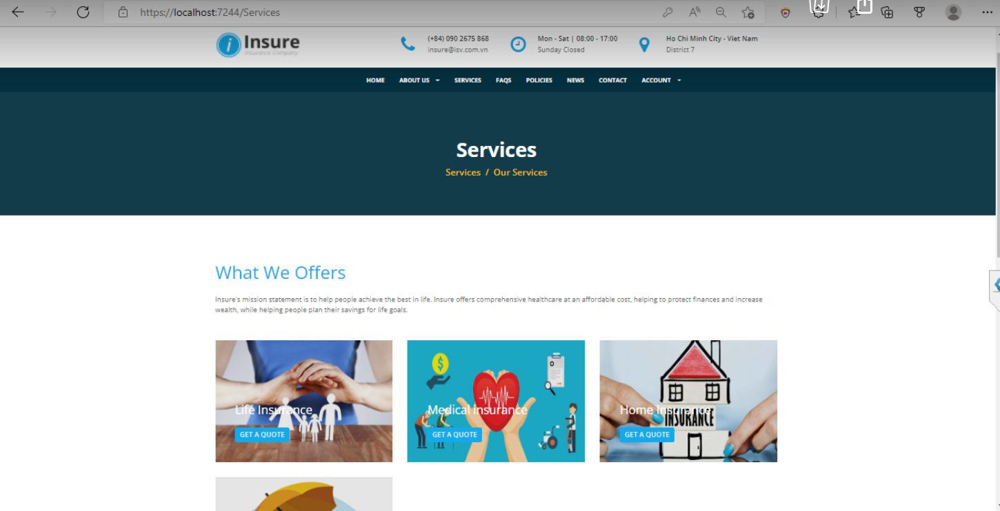 https://localhost:7244/Services
Insure
Insurance Company
(+84) 090 2675 868
insure@isv.com.vn
Mon - Sat | 08:00 - 17:00
Sunday Closed
Ho Chi Minh City - Viet Nam
District 7
HOME ABOUT US SERVICES FAQS POLICIES NEWS CONTACT ACCOUNT
Services
Services / Our Services
What We Offers
Insure's mission statement is to help people achieve the best in life. Insure offers comprehensive healthcare at an affordable cost, helping to protect finances and increase
wealth, while helping people plan their savings for life goals.
Life Insurance
GET A QUOTE
Medical insurance
GET A QUOTE
Home Insurance
INSURANCE
GET A QUOTE